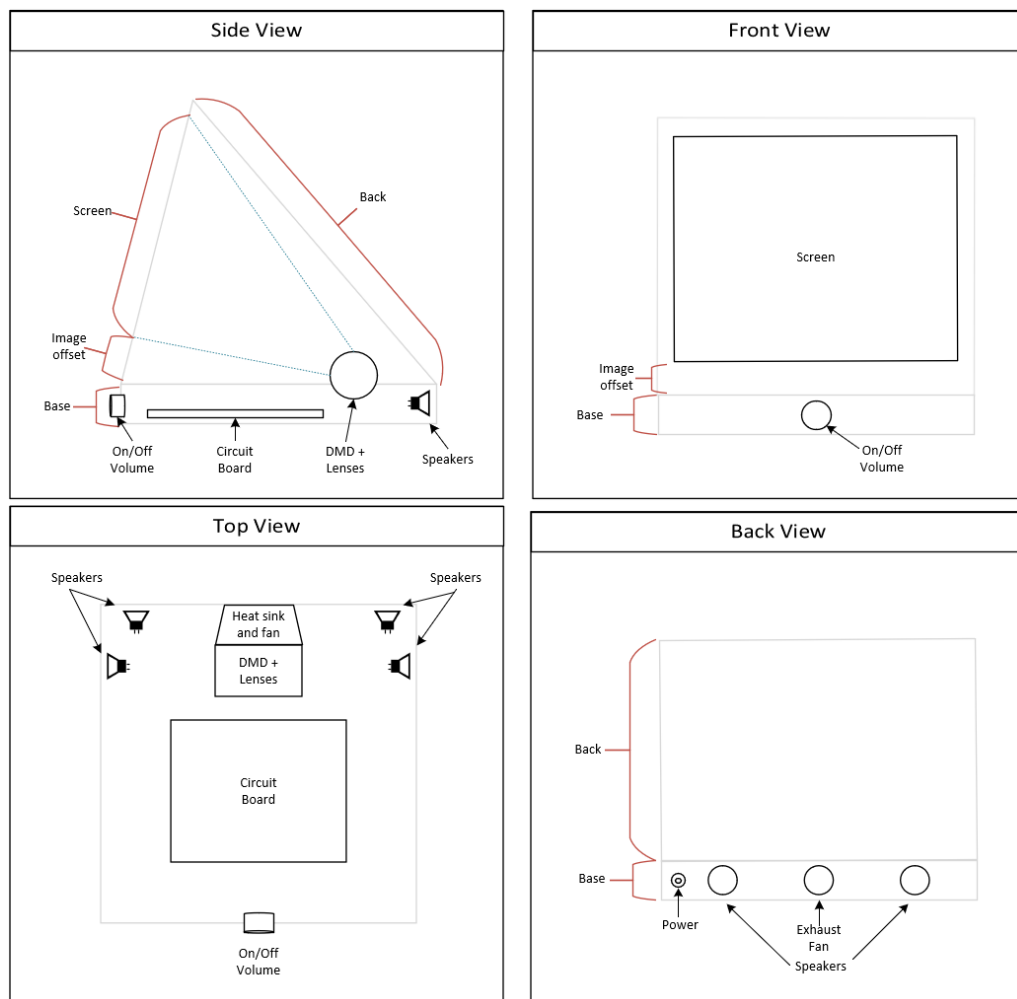 Side View
Back
Screen
Image
offset
Base
On/Off
Volume
Circuit
Board
DMD +
Lenses
Speakers
Front View
Screen
Image
offset
Base
On/Off
Volume
Top View
Speakers
Speakers
Heat sink
and fan
DMD +
Lenses
Circuit
Board
On/Off
Volume
Back View
Back
Base
Power
Exhaust
Fan
Speakers